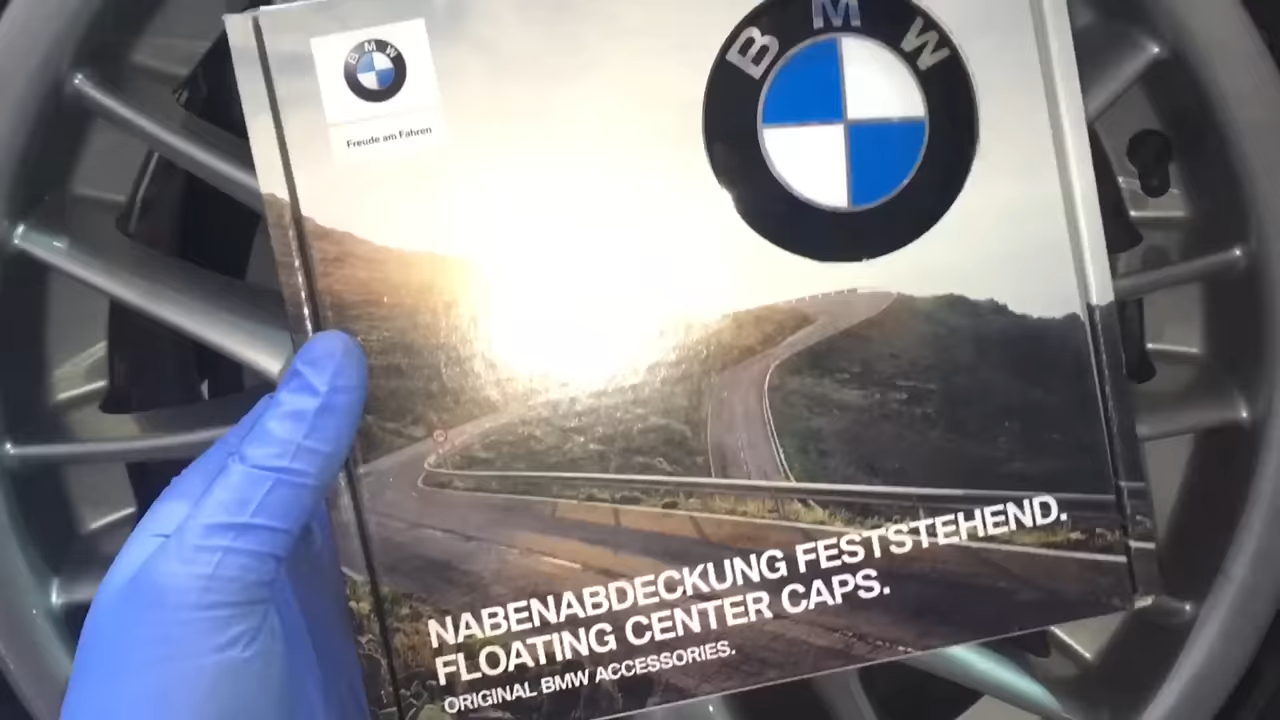 BMW
Freude am Fahren
BMW
NABENABDECKUNG FESTSTEHEND.
FLOATING CENTER CAPS.
ORIGINAL BMW ACCESSORIES.